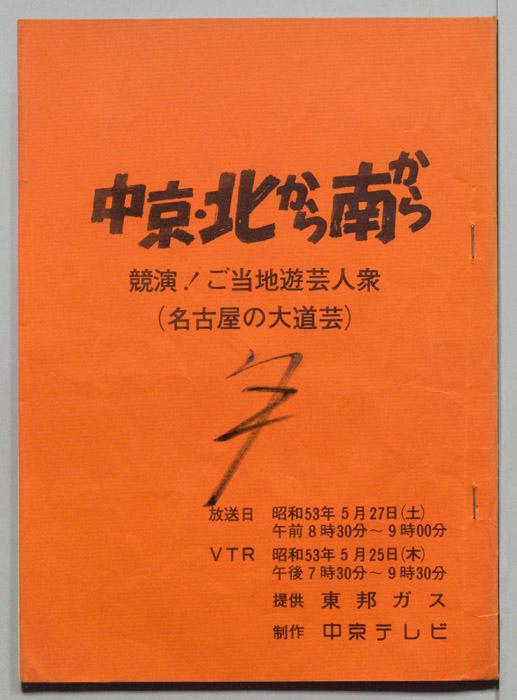 中京・北から南から
競演！ご当地遊芸人衆
(名古屋の大道芸)
放送日 昭和53年5月27日(土)
午前8時30分～9時00分
VTR 昭和53年5月25日(木)
午後7時30分～9時30分
提供 東邦ガス
制作 中京テレビ